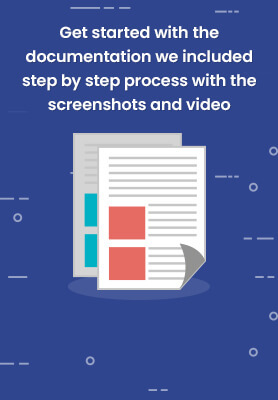 Get started with the
documentation we included
step by step process with the
screenshots and video